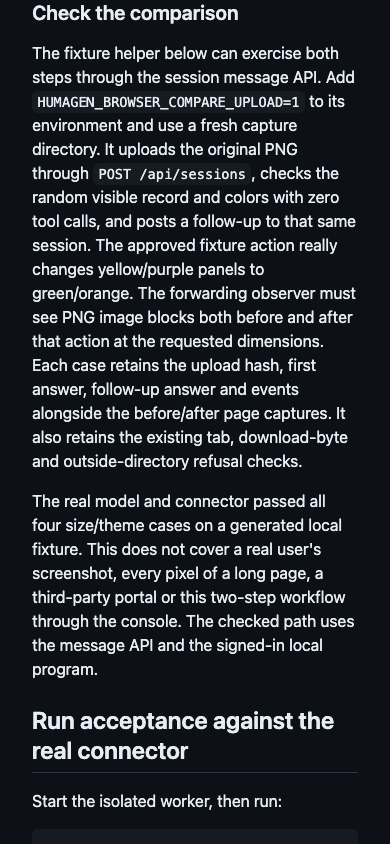 Check the comparison
The fixture helper below can exercise both
steps through the session message API. Add
HUMAGEN_BROWSER_COMPARE_UPLOAD=1 to its
environment and use a fresh capture
directory. It uploads the original PNG
through POST /api/sessions, checks the
random visible record and colors with zero
tool calls, and posts a follow-up to that same
session. The approved fixture action really
changes yellow/purple panels to
green/orange. The forwarding observer must
see PNG image blocks both before and after
that action at the requested dimensions.
Each case retains the upload hash, first
answer, follow-up answer and events
alongside the before/after page captures. It
also retains the existing tab, download-byte
and outside-directory refusal checks.
The real model and connector passed all
four size/theme cases on a generated local
fixture. This does not cover a real user's
screenshot, every pixel of a long page, a
third-party portal or this two-step workflow
through the console. The checked path uses
the message API and the signed-in local
program.
Run acceptance against the
real connector
Start the isolated worker, then run: